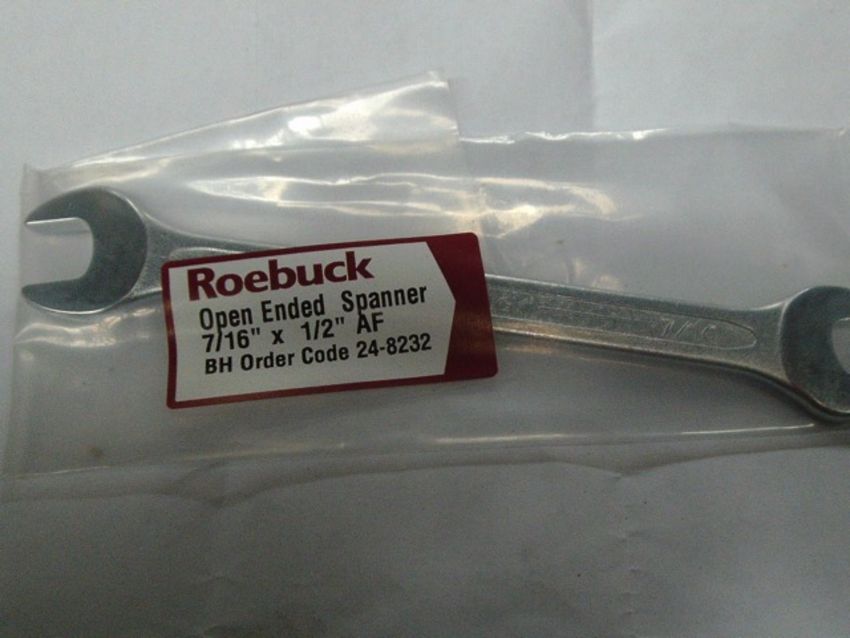 Roebuck
Open Ended Spanner
7/16" x 1/2" AF
BH Order Code 24-8232